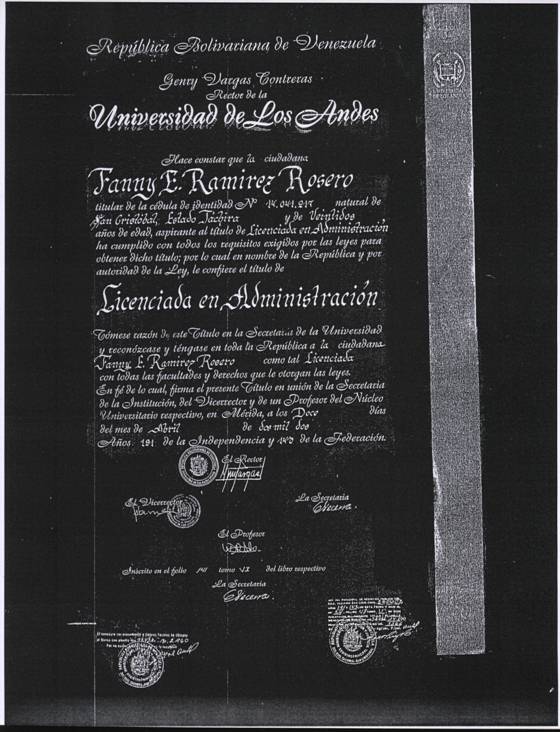 República Bolivariana de Venezuela
Genry Vargas Contreras
Rector de la
Universidad de Los Andes
Hace constar que la ciudadana
Fanny E. Ramirez Rosero
titular de la cédula de identidad Nº 14.041.217 natural de
San Cristóbal, Estado Táchira y de Veintidos
años de edad, aspirante al título de Licenciada en Administración
ha cumplido con todos los requisitos exigidos por las leyes para
obtener dicho título; por lo cual en nombre de la República y por
autoridad de la Ley, le confiere el título de
Licenciada en Administración
Tómese razón de este Título en la Secretaría de la Universidad
y reconózcase y téngase en toda la República a la ciudadana
Fanny E. Ramirez Rosero como tal Licenciada
con todas las facultades y derechos que le otorgan las leyes.
En fé de lo cual, firma el presente Título en unión de la Secretaria
de la Institución, del Vicerrector y de un Profesor del Núcleo
Universitario respectivo, en Mérida, a los Doce días
del mes de Abril de dos mil dos
Años 191 de la Independencia y 143 de la Federación.
El Rector
El Vicerrector
La Secretaria
El Profesor
Inscrito en el folio tomo VI del libro respectivo
La Secretaria